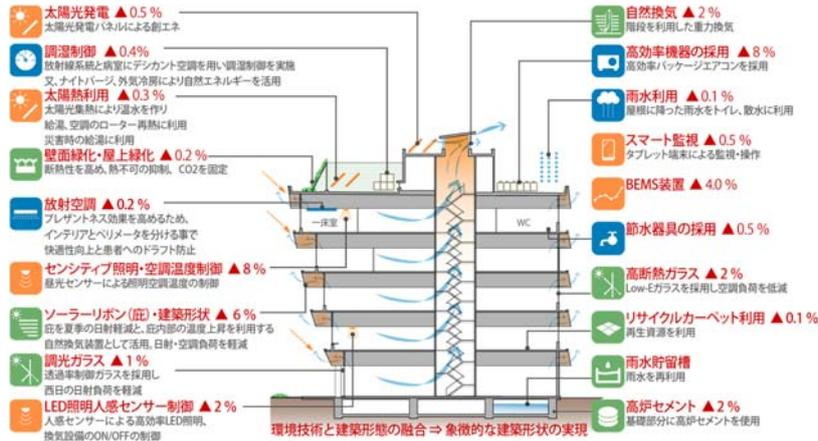 太陽光発電 ▲0.5 %
太陽光発電パネルによる創エネ
調湿制御 ▲0.4%
放射線系統と病室にデシカント空調を用い調湿制御を実施
又、ナイトパージ、外気冷房により自然エネルギーを活用
太陽熱利用 ▲0.3 %
太陽光集熱により温水を作り
給湯、空調のローター再熱に利用
災害時の給湯に利用
壁面緑化・屋上緑化 ▲0.2 %
断熱性を高め、熱不可の抑制、CO2を固定
放射空調 ▲0.2 %
プレザントネス効果を高めるため、
インテリアとペリメータを分ける事で
快適性向上と患者へのドラフト防止
センシティブ照明・空調温度制御 ▲8 %
昼光センサーによる照明空調温度の制御
ソーラーリボン(庇)・建築形状 ▲6 %
庇を夏季の日射軽減と、庇内部の温度上昇を利用する
自然換気装置として活用、日射・空調負荷を軽減
調光ガラス ▲1 %
透過率制御ガラスを採用し
西日の日射負荷を軽減
LED照明人感センサー制御 ▲2 %
人感センサーによる高効率LED照明、
換気設備のON/OFFの制御
一床室
WC
環境技術と建築形態の融合 ⇒ 象徴的な建築形状の実現
自然換気 ▲2 %
階段を利用した重力換気
高効率機器の採用 ▲8 %
高効率パッケージエアコンを採用
雨水利用 ▲0.1 %
屋根に降った雨水をトイレ、散水に利用
スマート監視 ▲0.5 %
タブレット端末による監視・操作
BEMS装置 ▲4.0 %
節水器具の採用 ▲0.5 %
高断熱ガラス ▲2 %
Low-Eガラスを採用し空調負荷を低減
リサイクルカーペット利用 ▲0.1 %
再生資源を利用
雨水貯留槽
雨水を再利用
高炉セメント ▲2 %
基礎部分に高炉セメントを使用